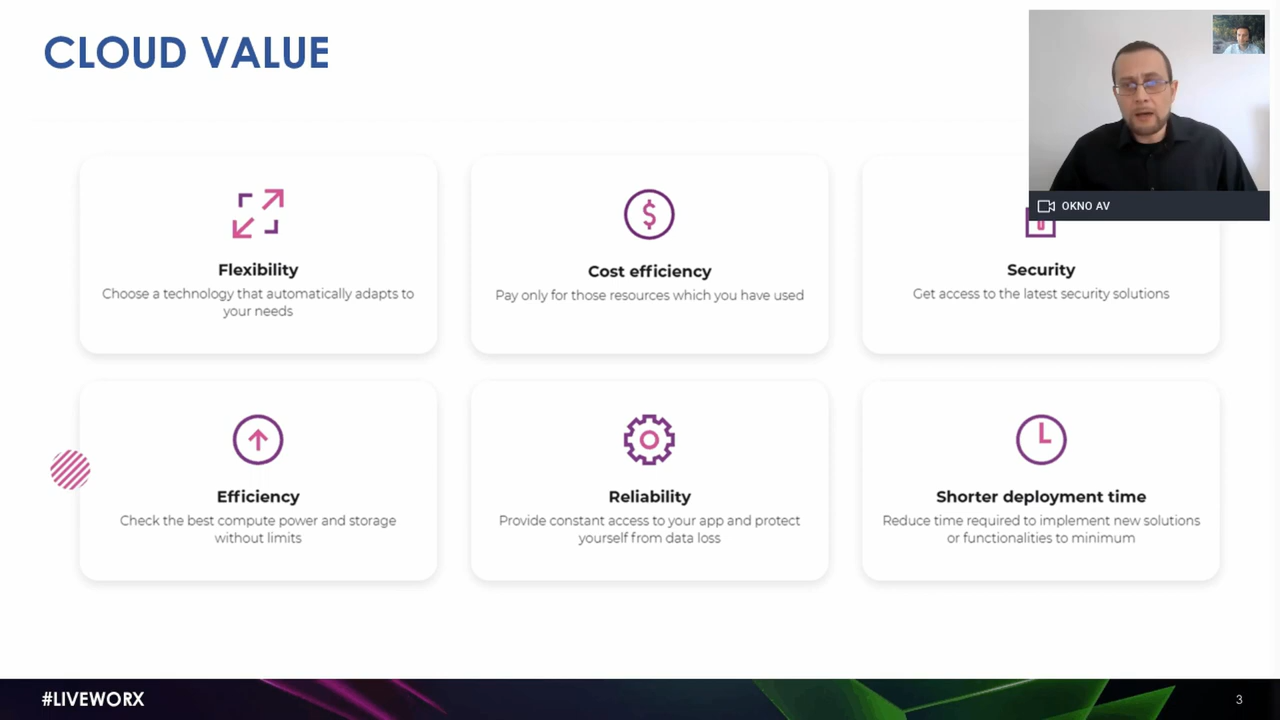 CLOUD VALUE
OKNO AV
Flexibility
Choose a technology that automatically adapts to
your needs
Cost efficiency
Pay only for those resources which you have used
Security
Get access to the latest security solutions
Efficiency
Check the best compute power and storage
without limits
Reliability
Provide constant access to your app and protect
yourself from data loss
Shorter deployment time
Reduce time required to implement new solutions
or functionalities to minimum
#LIVEWORX
3